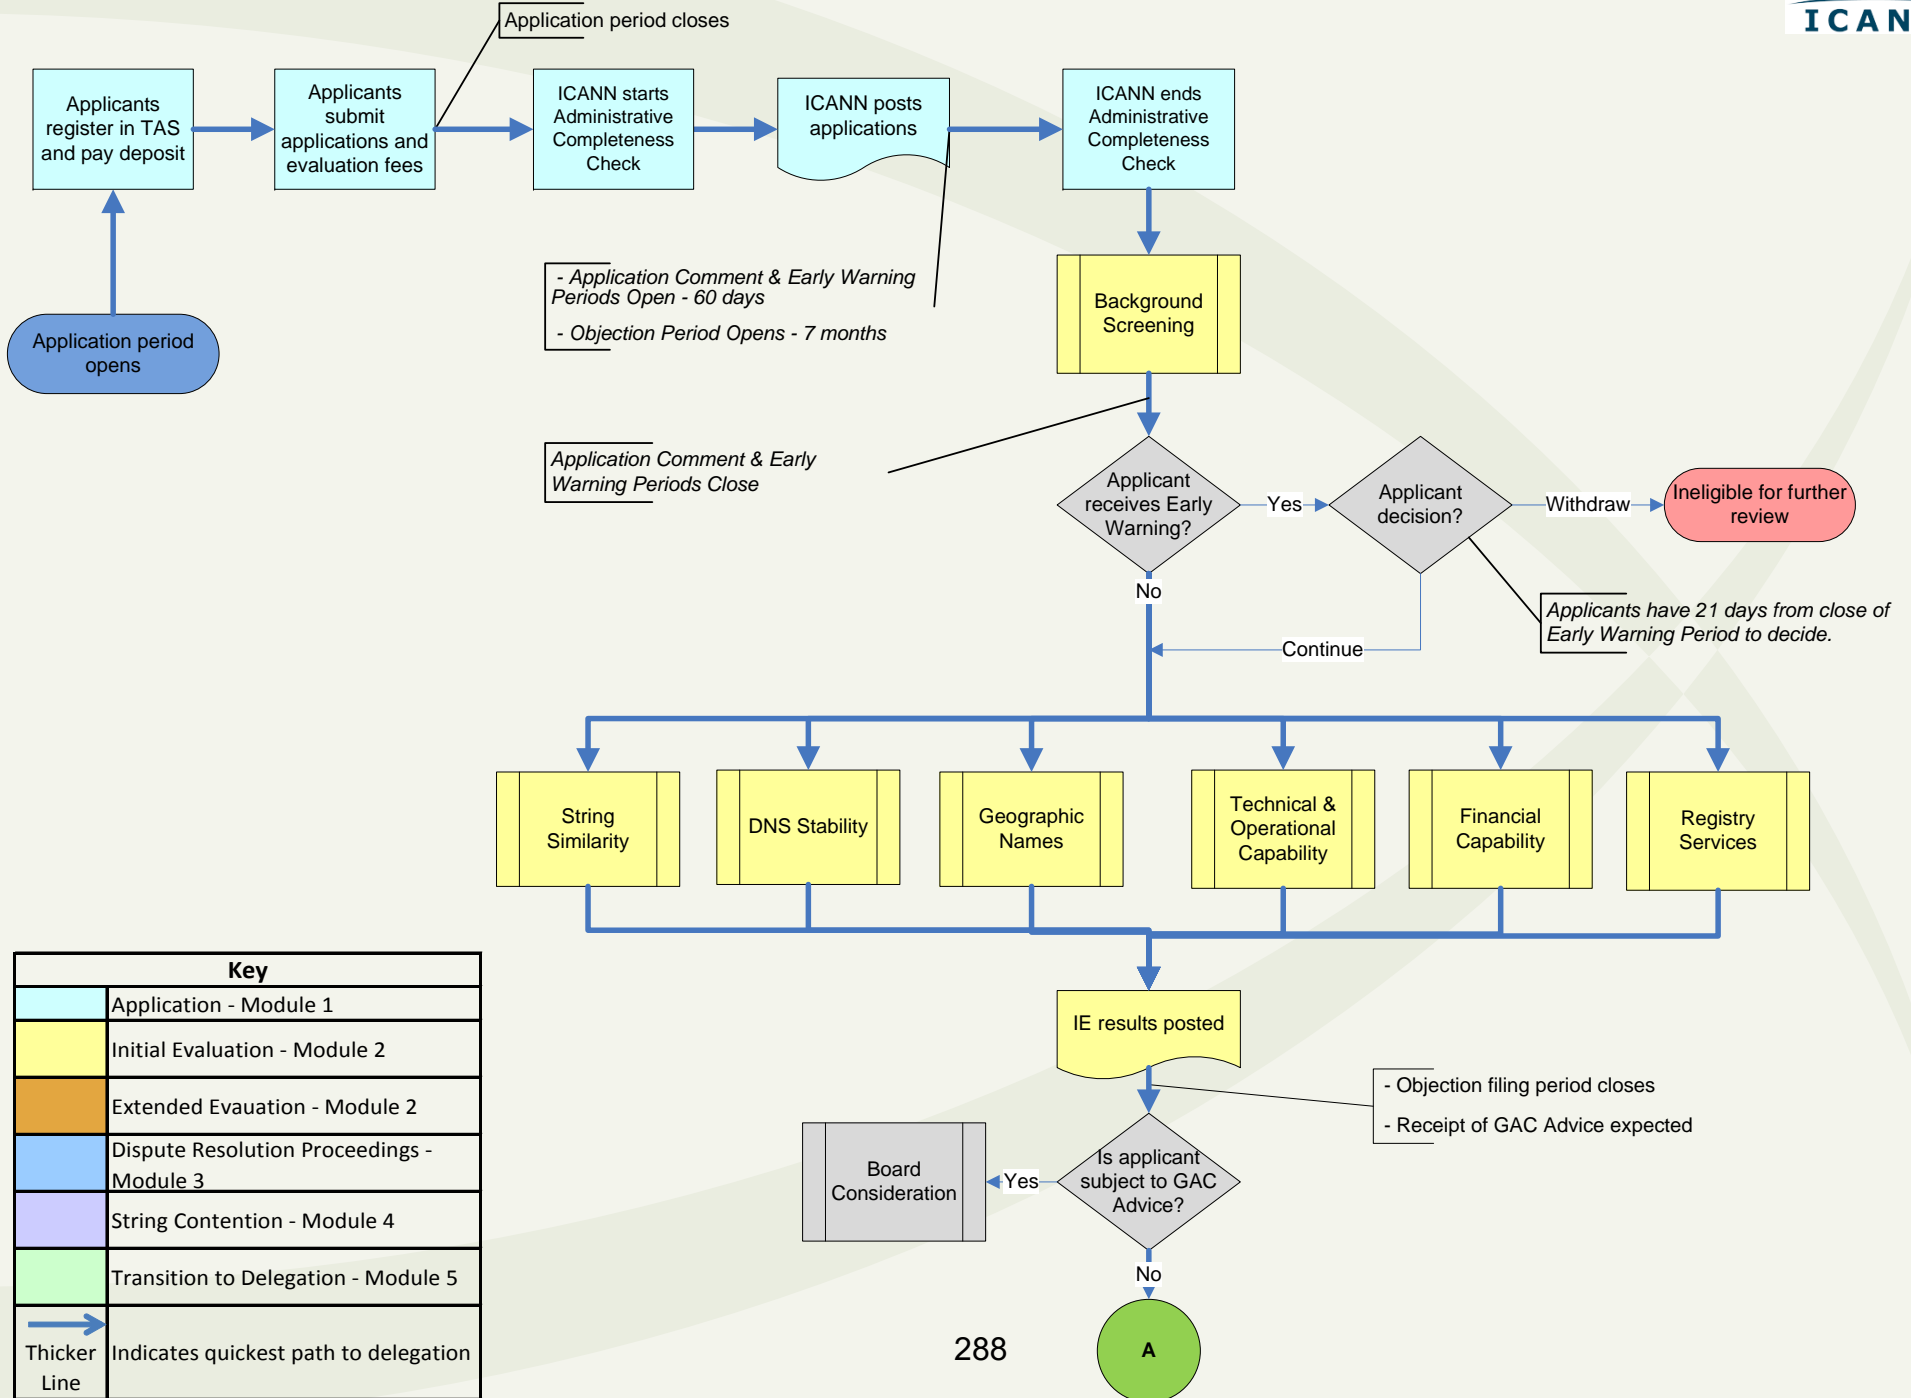 Application period closes
ICAN
Applicants
register in TAS
and pay deposit
Applicants
submit
applications and
evaluation fees
ICANN starts
Administrative
Completeness
Check
ICANN posts
applications
ICANN ends
Administrative
Completeness
Check
- Application Comment & Early Warning
Periods Open - 60 days
- Objection Period Opens - 7 months
Background
Screening
Application period
opens
Application Comment & Early
Warning Periods Close
Applicant
receives Early
Warning?
Yes
Applicant
decision?
Withdraw
Ineligible for further
review
No
Applicants have 21 days from close of
Early Warning Period to decide.
Continue
String
Similarity
DNS Stability
Geographic
Names
Technical &
Operational
Capability
Financial
Capability
Registry
Services
Key
Application - Module 1
Initial Evaluation - Module 2
Extended Evauation - Module 2
Dispute Resolution Proceedings -
Module 3
String Contention - Module 4
Transition to Delegation - Module 5
Thicker
Line
Indicates quickest path to delegation
IE results posted
- Objection filing period closes
- Receipt of GAC Advice expected
Board
Consideration
Yes
Is applicant
subject to GAC
Advice?
No
288
A